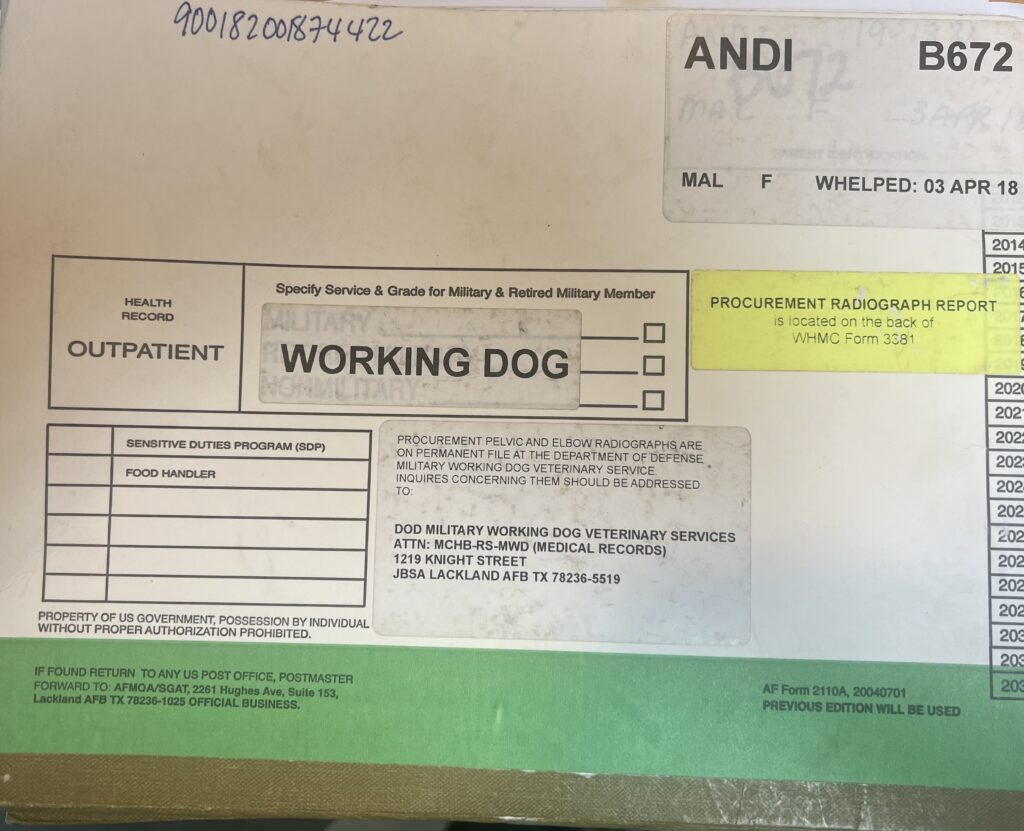 900182001874422
ANDI B672
MAL F 3 APR 18
MAL F WHELPED: 03 APR 18
2014
2015
HEALTH
RECORD
OUTPATIENT
Specify Service & Grade for Military & Retired Military Member
MILITARY
WORKING DOG
NONMILITARY
PROCUREMENT RADIOGRAPH REPORT
is located on the back of
WHMC Form 3381
2020
2021
2022
2023
SENSITIVE DUTIES PROGRAM (SDP)
FOOD HANDLER
PROCUREMENT PELVIC AND ELBOW RADIOGRAPHS ARE
ON PERMANENT FILE AT THE DEPARTMENT OF DEFENSE
MILITARY WORKING DOG VETERINARY SERVICE
INQUIRES CONCERNING THEM SHOULD BE ADDRESSED
TO:
DOD MILITARY WORKING DOG VETERINARY SERVICES
ATTN: MCHB-RS-MWD (MEDICAL RECORDS)
1219 KNIGHT STREET
JBSA LACKLAND AFB TX 78236-5519
PROPERTY OF US GOVERNMENT, POSSESSION BY INDIVIDUAL
WITHOUT PROPER AUTHORIZATION PROHIBITED.
IF FOUND RETURN TO ANY US POST OFFICE, POSTMASTER
FORWARD TO: AFMOA/SGAT, 2261 Hughes Ave, Suite 153,
Lackland AFB TX 78236-1025 OFFICIAL BUSINESS.
AF Form 2110A, 20040701
PREVIOUS EDITION WILL BE USED